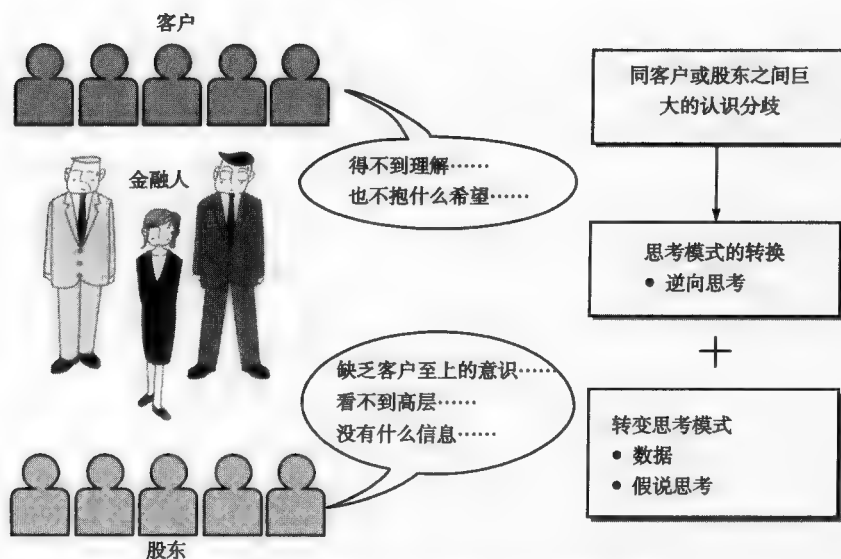 客户
金融人
得不到理解……
也不抱什么希望……
缺乏客户至上的意识……
看不到高层……
没有什么信息……
股东
同客户或股东之间巨
大的认识分歧
思考模式的转换
● 逆向思考
+
转变思考模式
● 数据
● 假说思考